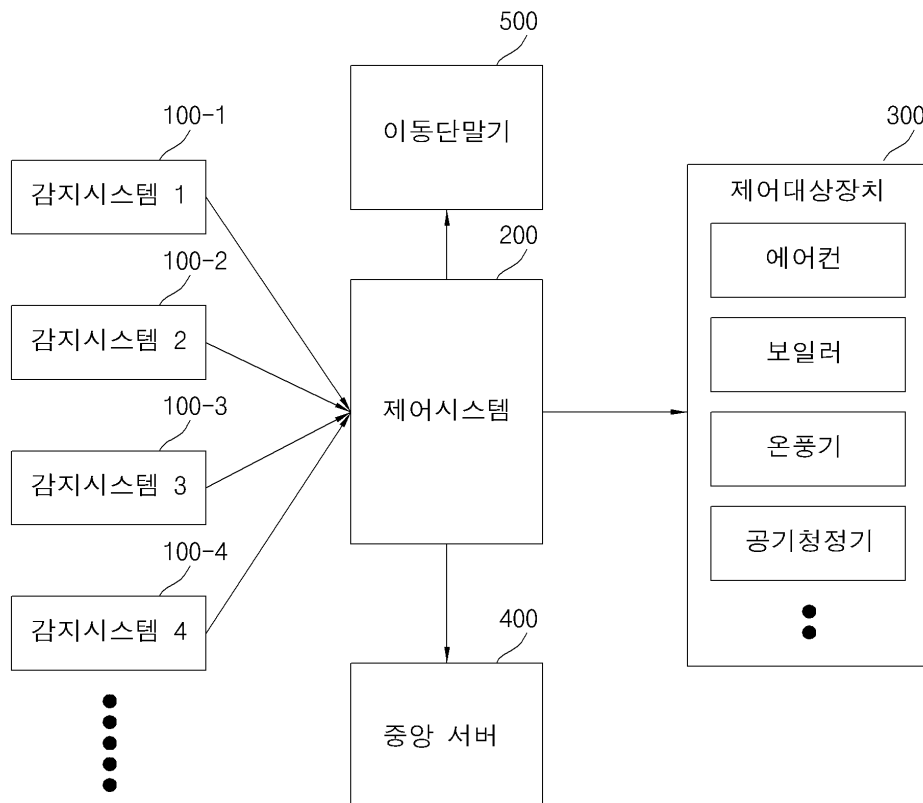 500
이동단말기
100-1
감지시스템 1
100-2
감지시스템 2
100-3
감지시스템 3
100-4
감지시스템 4
200
제어시스템
400
중앙 서버
300
제어대상장치
에어컨
보일러
온풍기
공기청정기